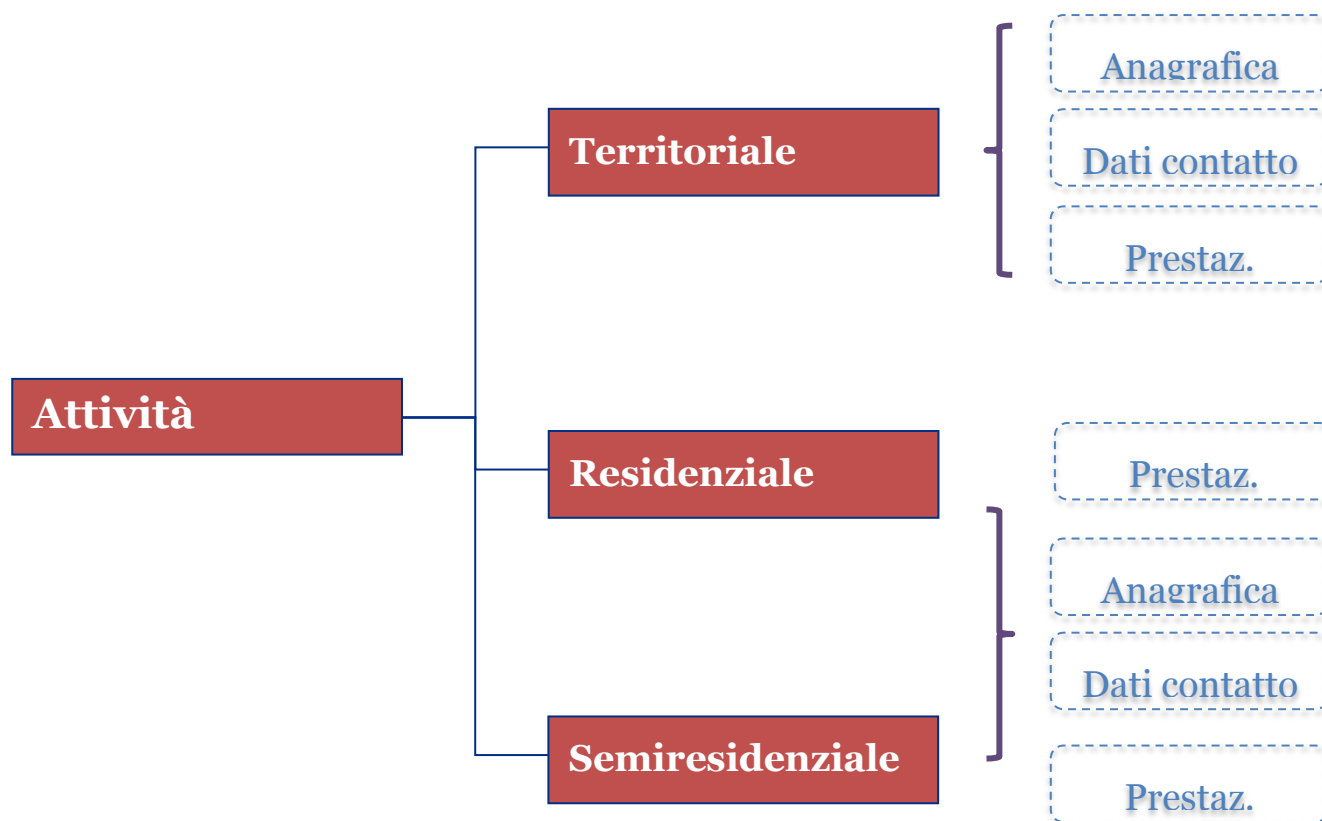 Anagrafica
Territoriale
Dati contatto
Prestaz.
Attività
Residenziale
Prestaz.
Anagrafica
Dati contatto
Semiresidenziale
Prestaz.